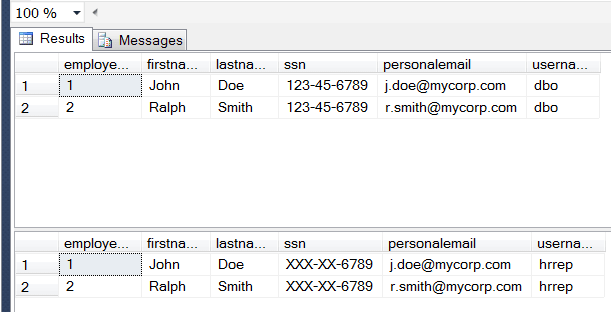 100 %
Results Messages
employe... firstna... lastna... ssn personalemail userna...
1 1 John Doe 123-45-6789 j.doe@mycorp.com dbo
2 2 Ralph Smith 123-45-6789 r.smith@mycorp.com dbo
employe... firstna... lastna... ssn personalemail userna...
1 1 John Doe XXX-XX-6789 j.doe@mycorp.com hrrep
2 2 Ralph Smith XXX-XX-6789 r.smith@mycorp.com hrrep